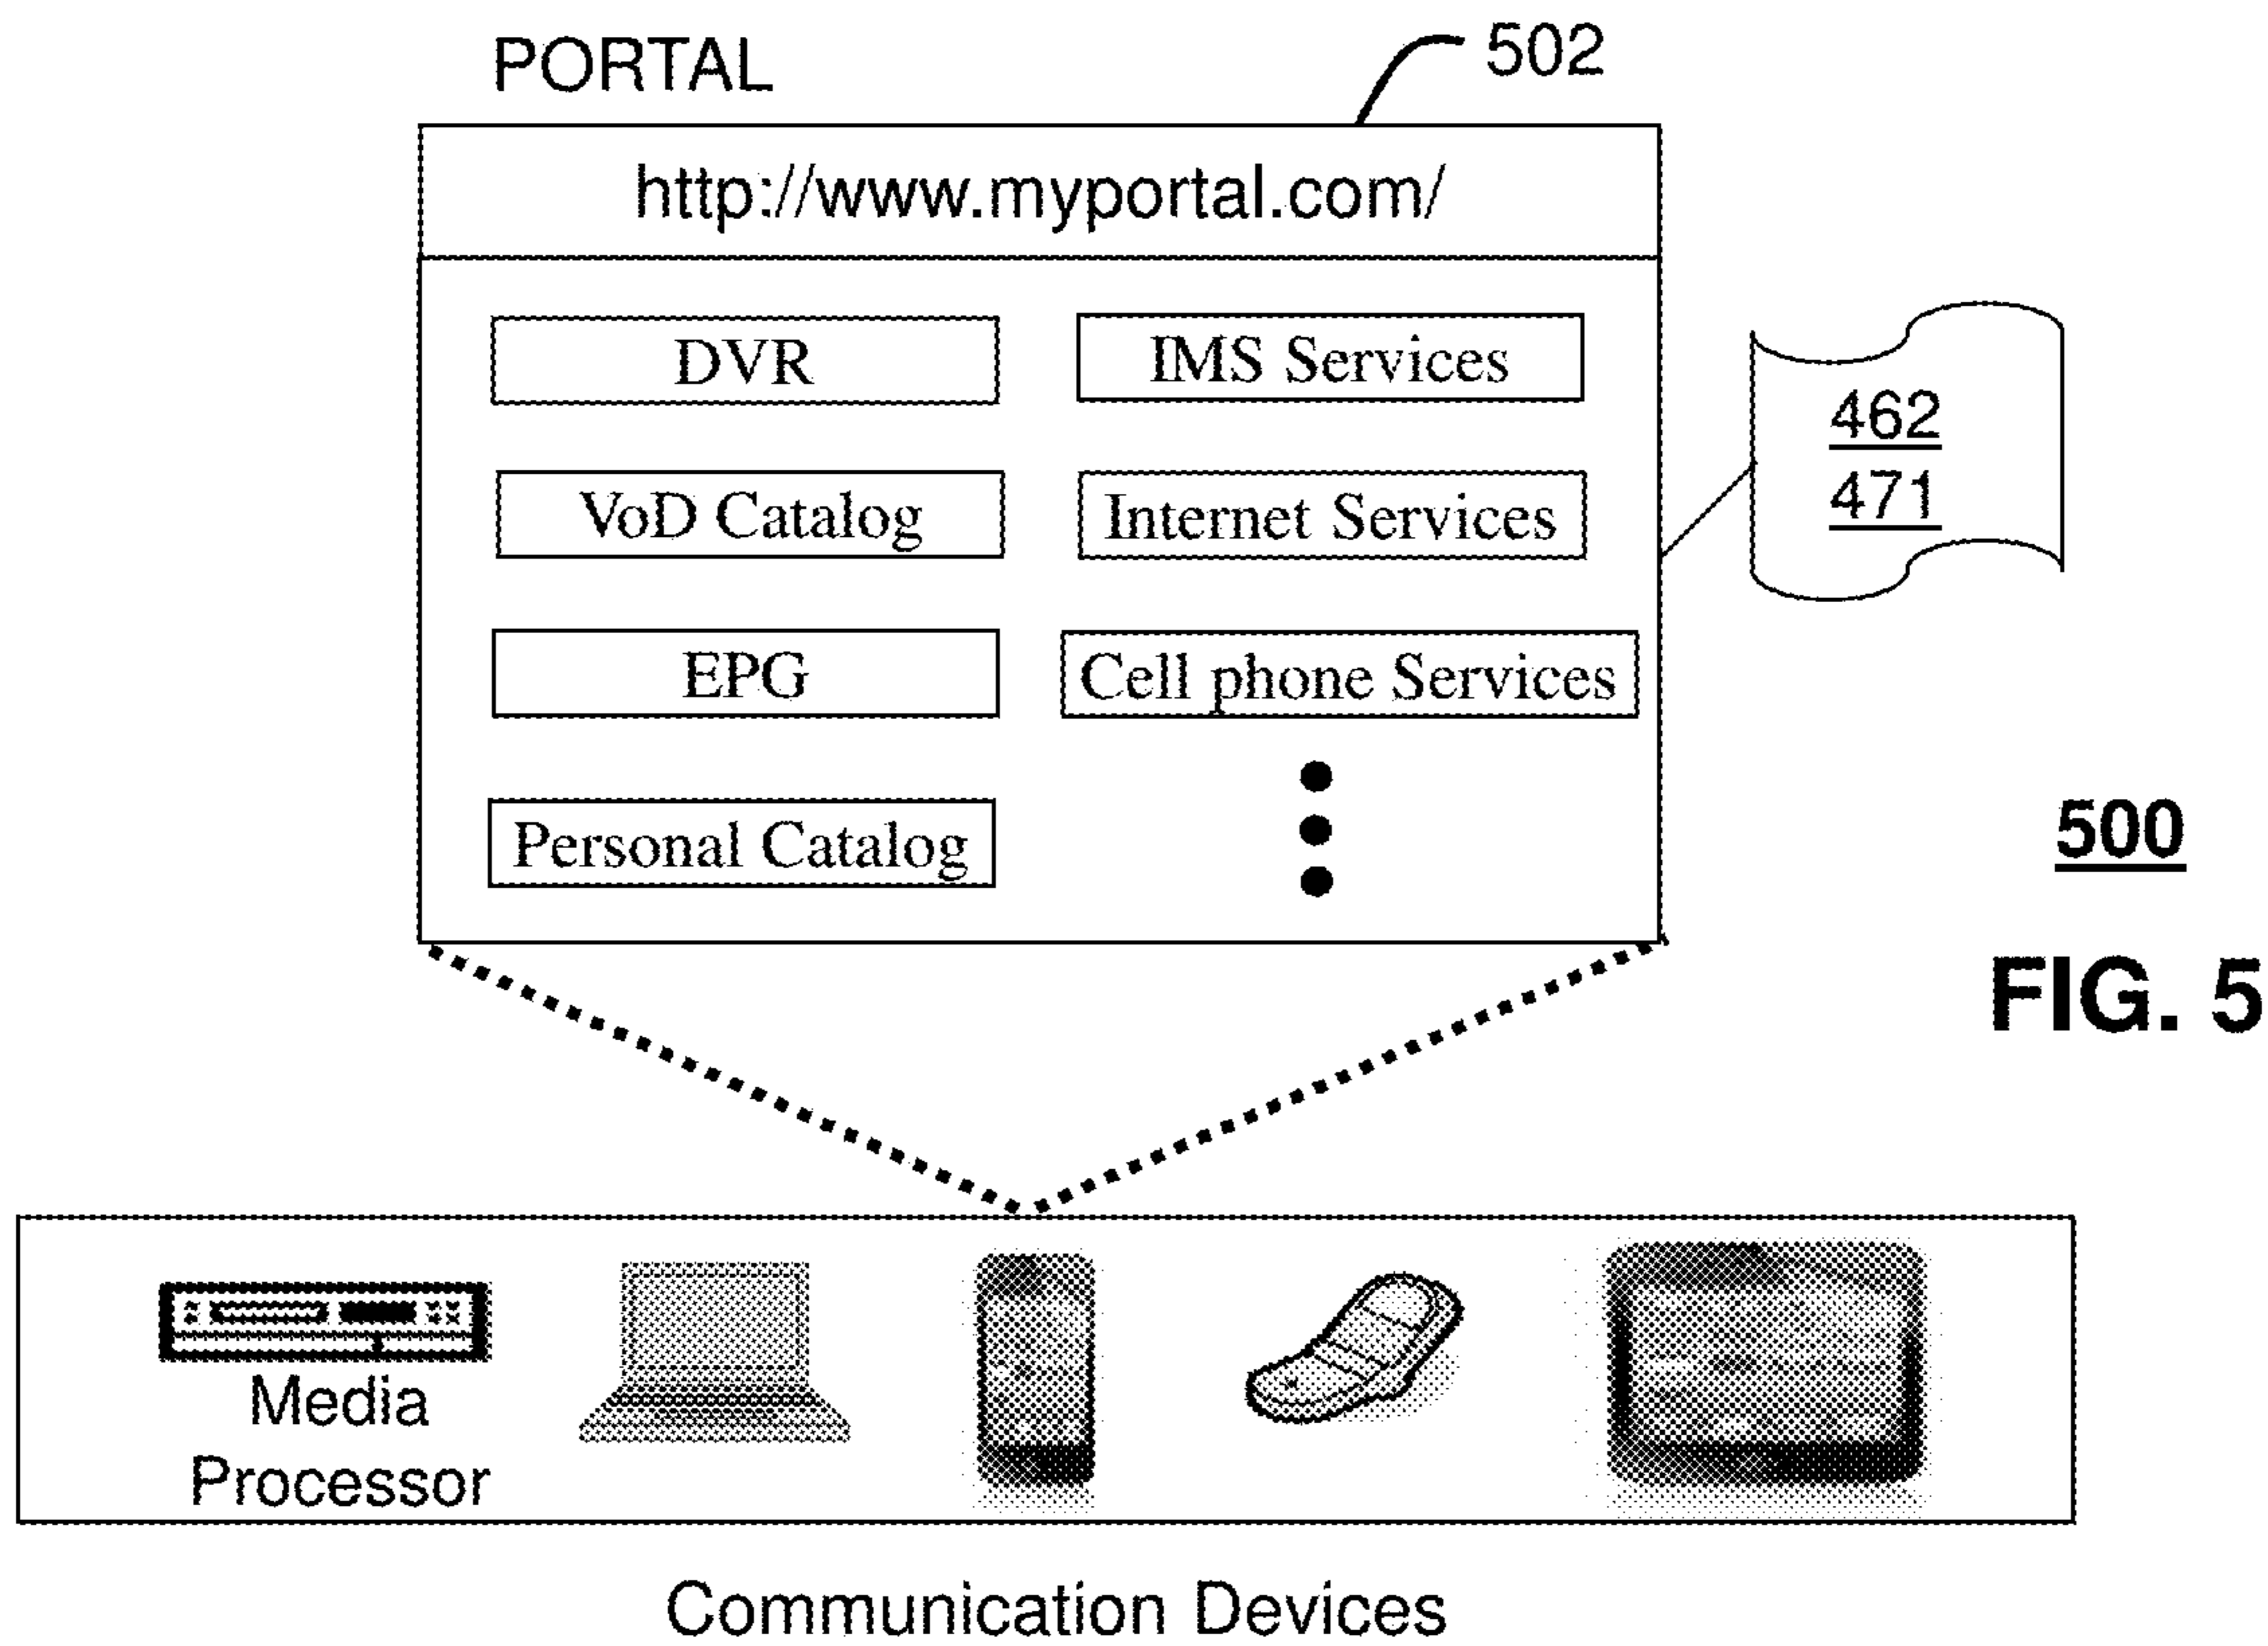 PORTAL
502
http://www.myportal.com/
DVR
IMS Services
VoD Catalog
Internet Services
EPG
Cell phone Services
Personal Catalog
462
471
500
FIG. 5
Media
Processor
Communication Devices